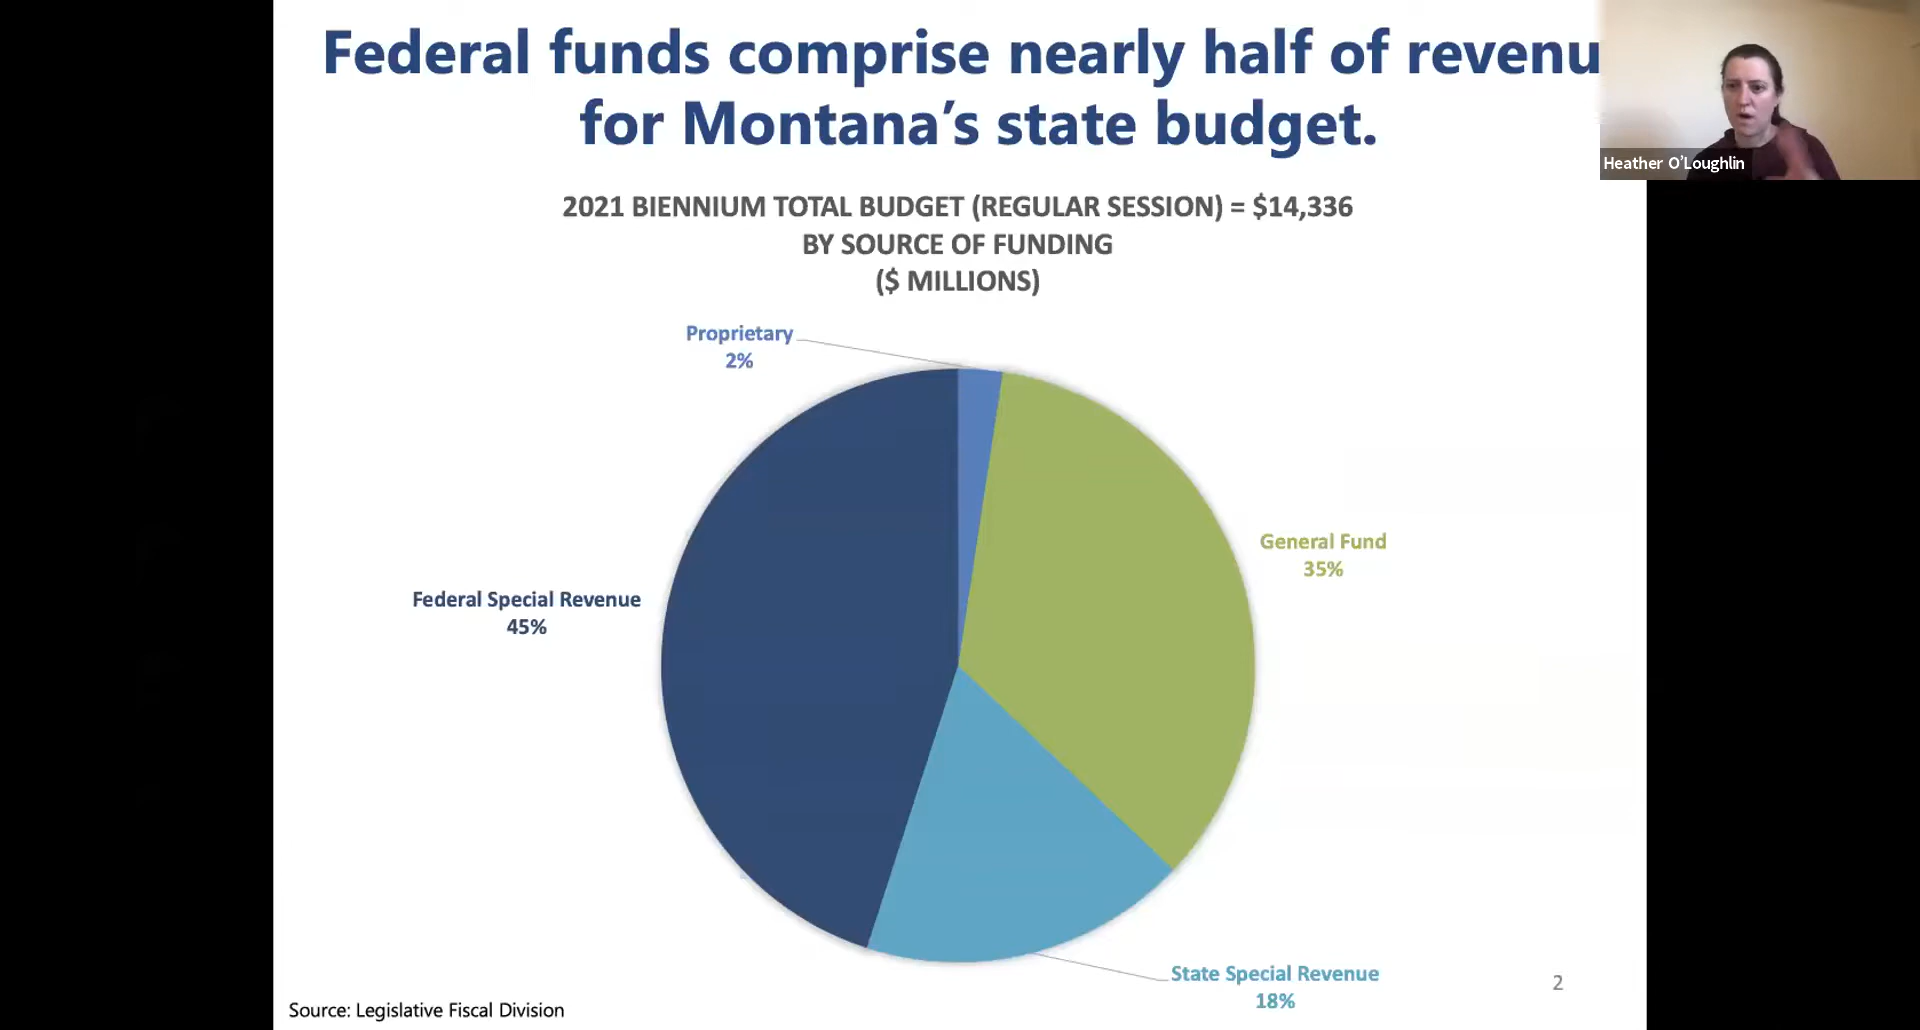 Federal funds comprise nearly half of revenu
for Montana's state budget.
Heather O'Loughlin
2021 BIENNIUM TOTAL BUDGET (REGULAR SESSION) = $14,336
BY SOURCE OF FUNDING
($ MILLIONS)
Proprietary
2%
General Fund
35%
Federal Special Revenue
45%
State Special Revenue
18%
2
Source: Legislative Fiscal Division